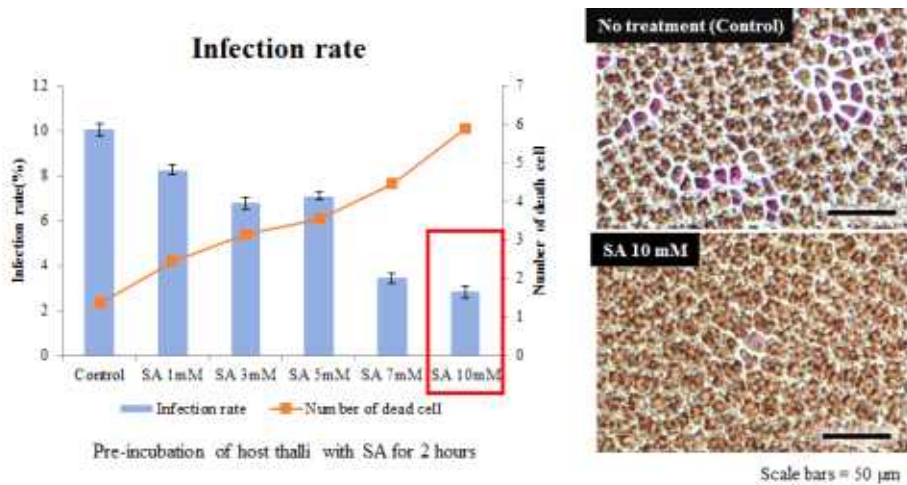 Infection rate
12
10
8
6
4
2
0
Infection rate(%)
7
6
5
4
3
2
1
0
Number of death cell
Control SA 1mM SA 3mM SA 5mM SA 7mM SA 10mM
Infection rate Number of dead cell
Pre-incubation of host thalli with SA for 2 hours
No treatment (Control)
SA 10 mM
Scale bars = 50 μm